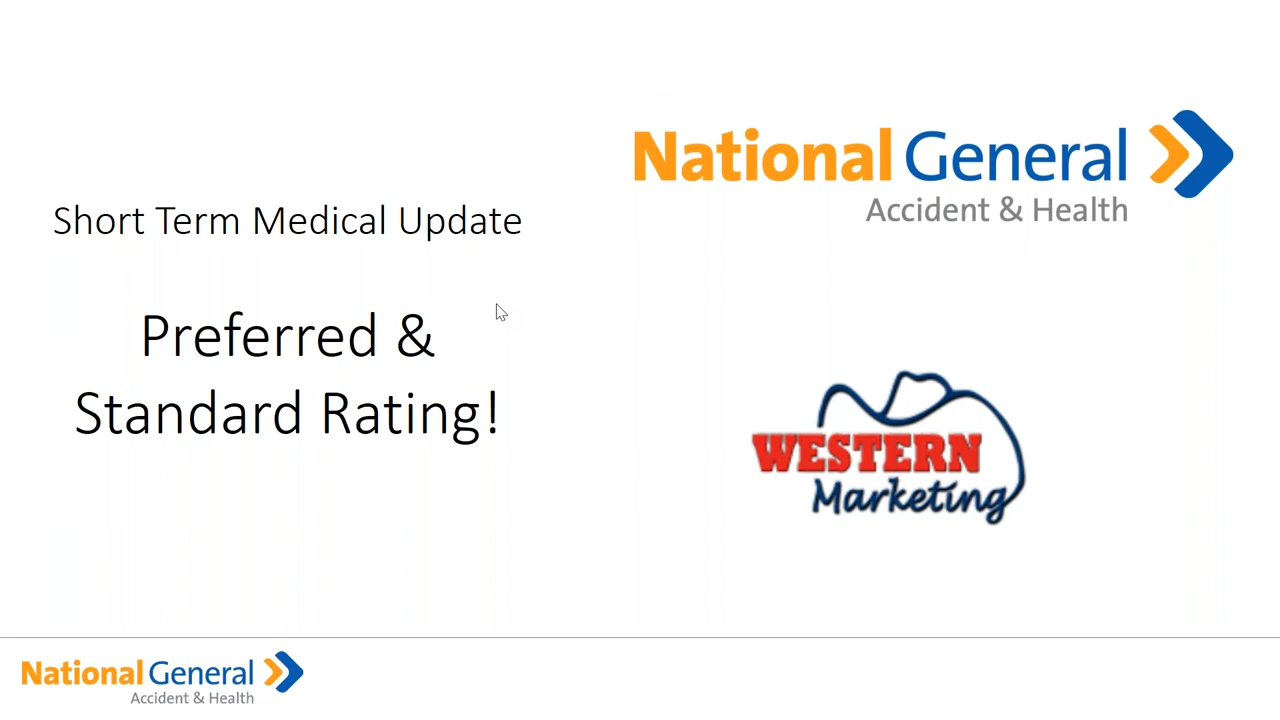 Short Term Medical Update
Preferred &
Standard Rating!
National General
Accident & Health
WESTERN
Marketing
National General
Accident & Health